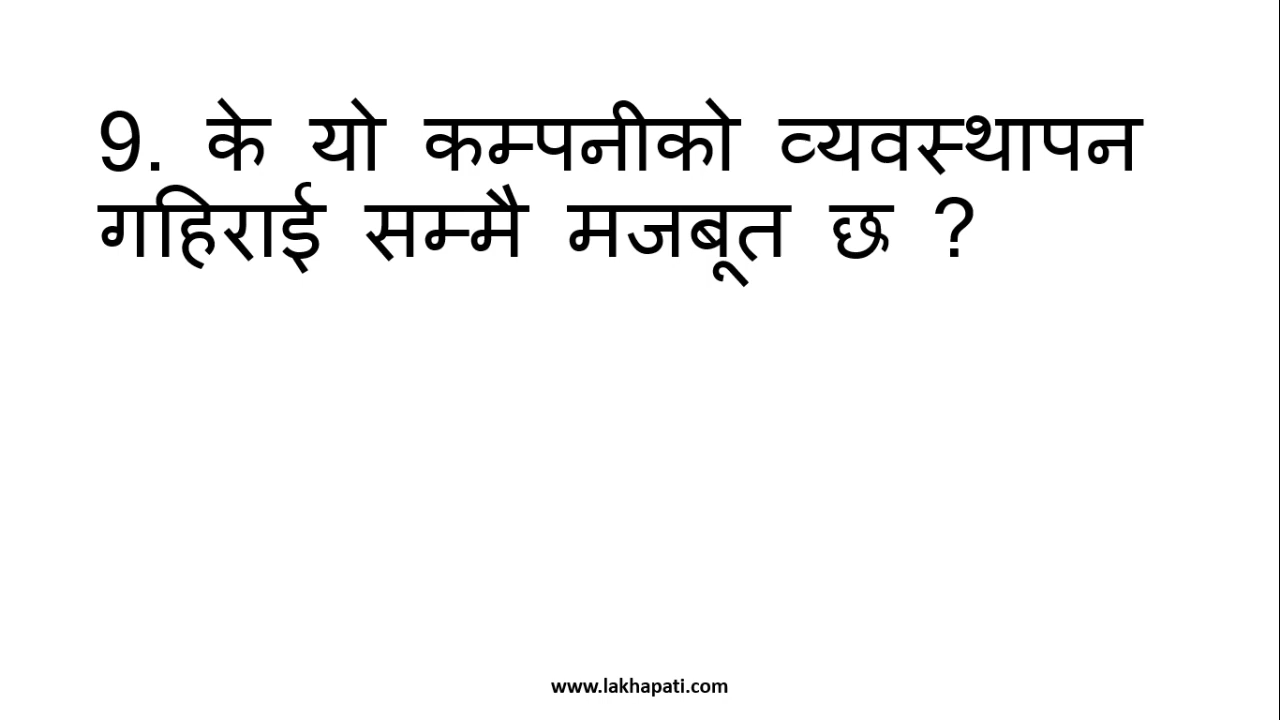 9. के यो कम्पनीको व्यवस्थापन
गहिराई सम्मै मजबूत छ ?
www.lakhapati.com